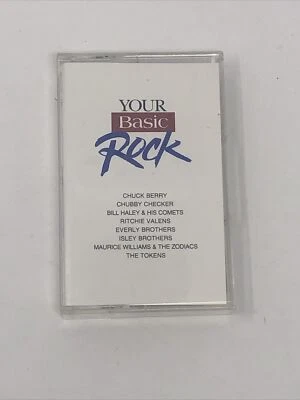 YOUR
Basic
Rock
CHUCK BERRY
CHUBBY CHECKER
BILL HALEY & HIS COMETS
RITCHIE VALENS
EVERLY BROTHERS
ISLEY BROTHERS
MAURICE WILLIAMS & THE ZODIACS
THE TOKENS